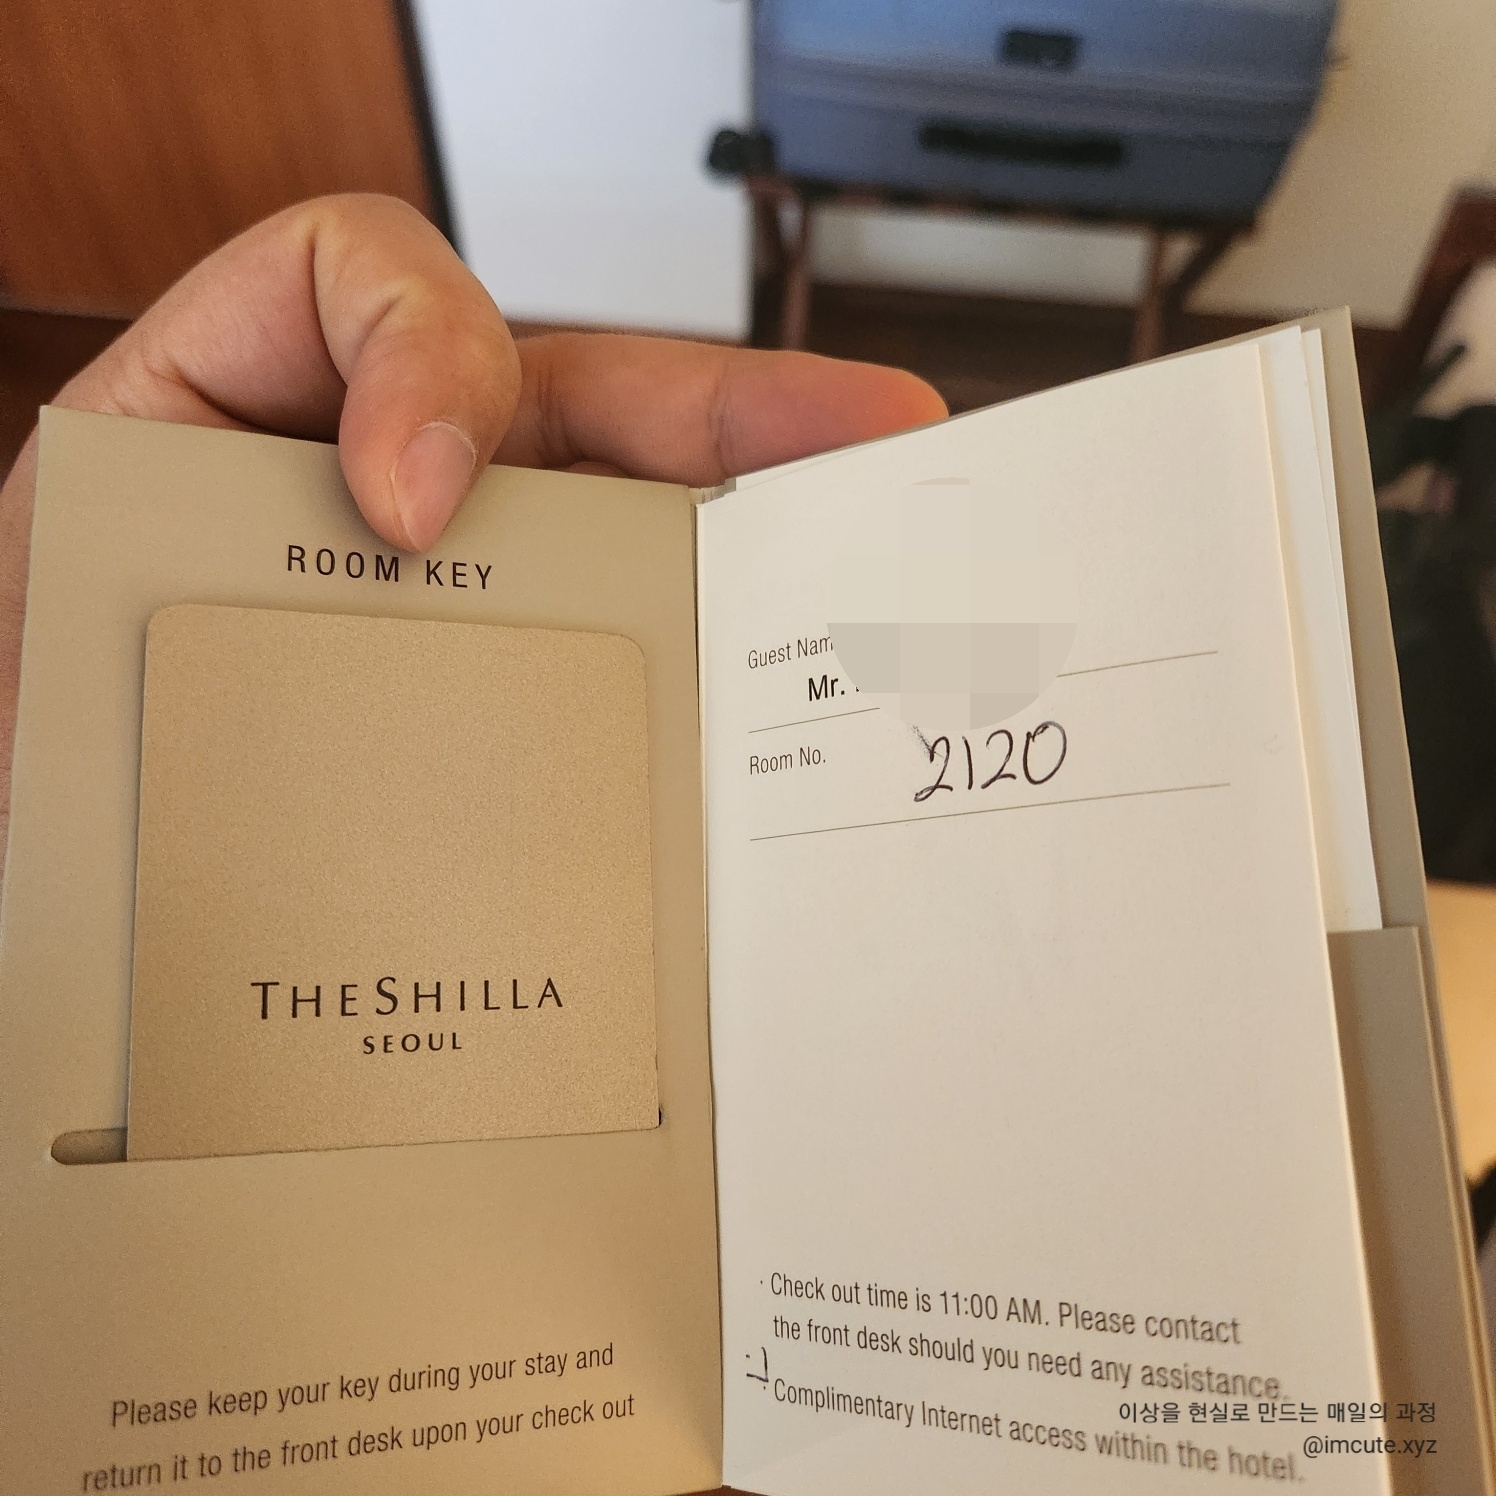 ROOM KEY
THE SHILLA
SEOUL
Please keep your key during your stay and
return it to the front desk upon your check out
Guest Nam
Mr.
Room No. 2120
· Check out time is 11:00 AM. Please contact
the front desk should you need any assistance.
· Complimentary Internet access within the hotel.
이상을 현실로 만드는 매일의 과정
@imcute.xyz